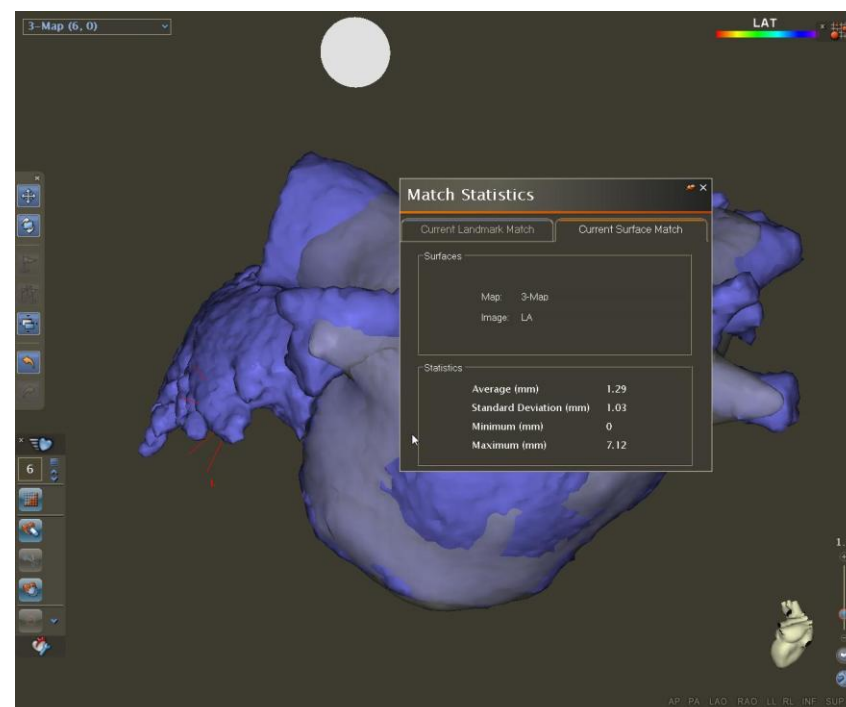 3-Map (6, 0)
LAT
Match Statistics
Current Landmark Match
Current Surface Match
Surfaces
Map: 3-Map
Image: LA
Statistics
Average (mm) 1.29
Standard Deviation (mm) 1.03
Minimum (mm) 0
Maximum (mm) 7.12
6
1.
AP PA LAO RAO LL RL INF SUP